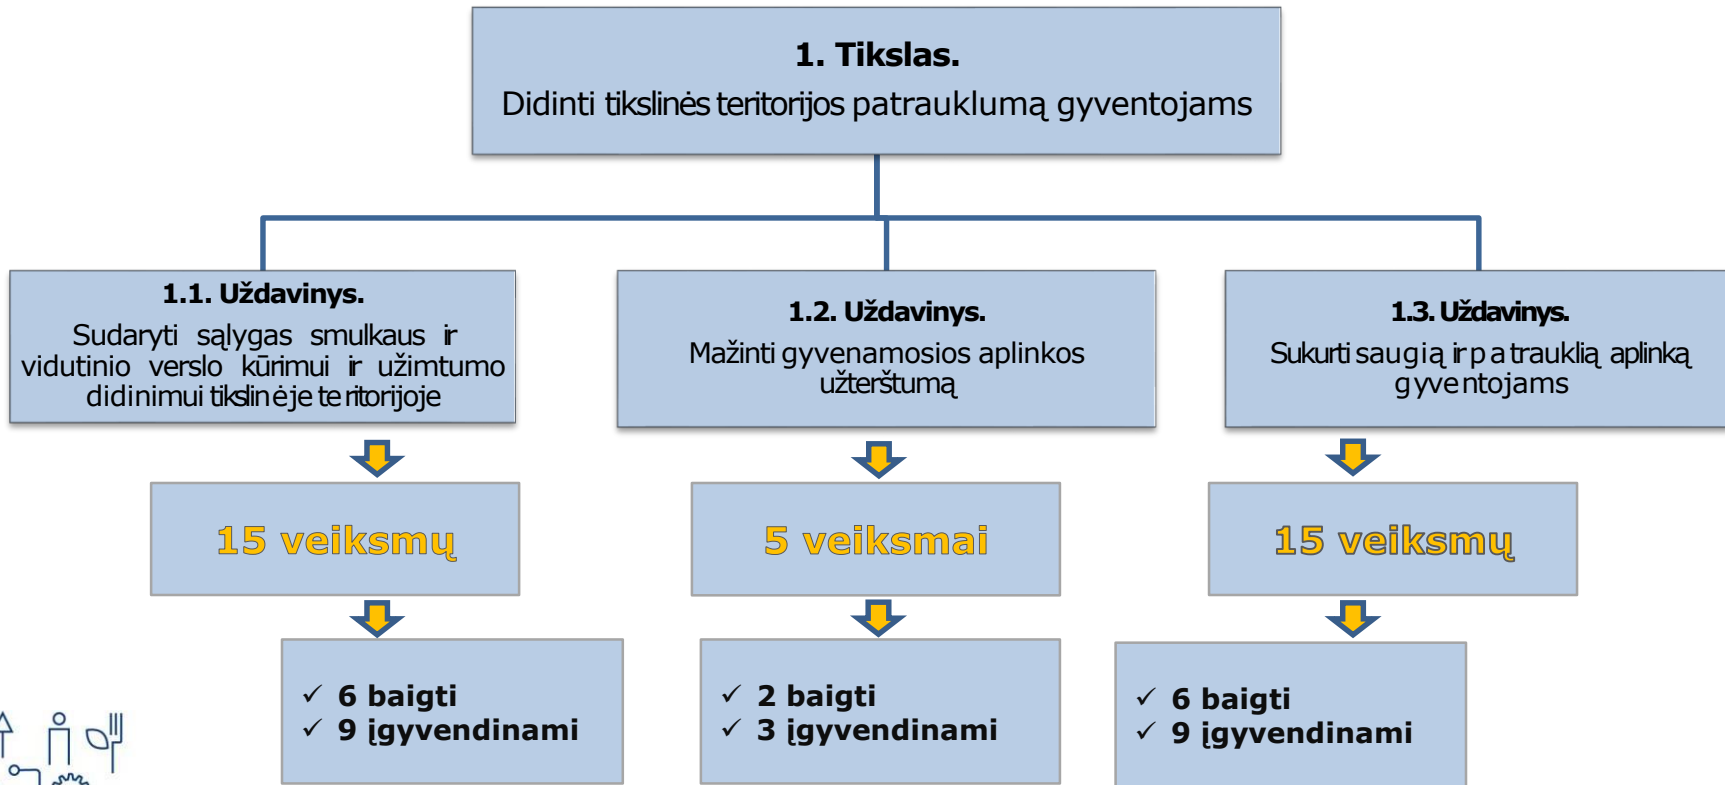 1. Tikslas.
Didinti tikslinės teritorijos patrauklumą gyventojams
1.1. Uždavinys.
Sudaryti sąlygas smulkaus ir
vidutinio verslo kūrimui ir užimtumo
didinimui tikslinėje teritorijoje
1.2. Uždavinys.
Mažinti gyvenamosios aplinkos
užterštumą
1.3. Uždavinys.
Sukurti saugią ir patrauklią aplinką
gyventojams
15 veiksmų
5 veiksmai
15 veiksmų
✓ 6 baigti
✓ 9 įgyvendinami
✓ 2 baigti
✓ 3 įgyvendinami
✓ 6 baigti
✓ 9 įgyvendinami